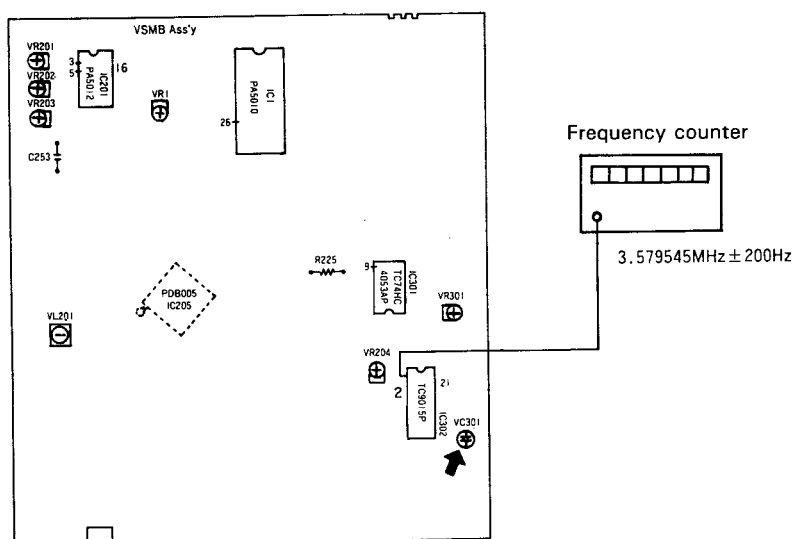 VSMB Ass'y
VR201
VR202
VR203
3
5
IC201
PA5012
16
VR1
IC1
PA5010
26
C253
Frequency counter
3.579545MHz±200Hz
R225
9
TC74HC
4053AP
IC301
PDB005
IC205
VL201
VR301
VR204
2
21
TC9015P
IC302
VC301